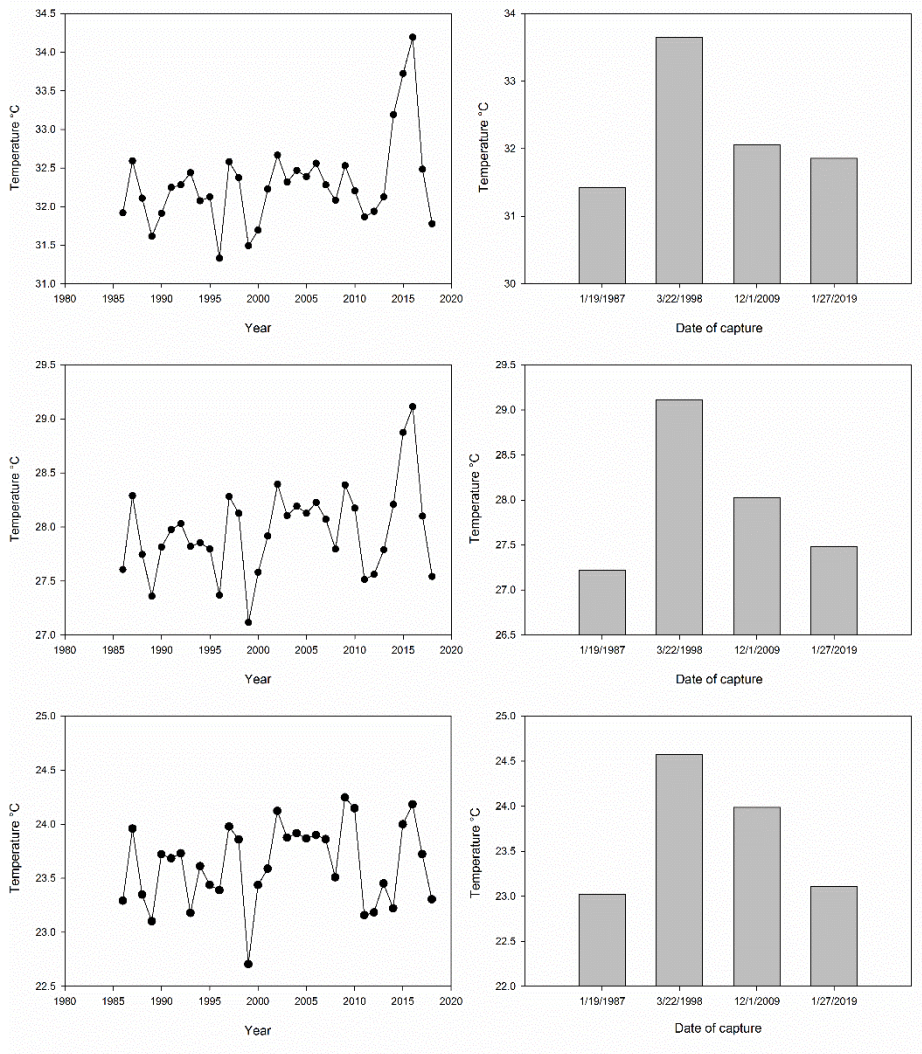 34.5
34.0
33.5
33.0
32.5
32.0
31.5
31.0
Temperature °C
1980 1985 1990 1995 2000 2005 2010 2015 2020
Year
34
33
32
31
30
Temperature °C
1/19/1987 3/22/1998 12/1/2009 1/27/2019
Date of capture
29.5
29.0
28.5
28.0
27.5
27.0
Temperature °C
1980 1985 1990 1995 2000 2005 2010 2015 2020
Year
29.5
29.0
28.5
28.0
27.5
27.0
26.5
Temperature °C
1/19/1987 3/22/1998 12/1/2009 1/27/2019
Date of capture
25.0
24.5
24.0
23.5
23.0
22.5
Temperature °C
1980 1985 1990 1995 2000 2005 2010 2015 2020
Year
25.0
24.5
24.0
23.5
23.0
22.5
22.0
Temperature °C
1/19/1987 3/22/1998 12/1/2009 1/27/2019
Date of capture